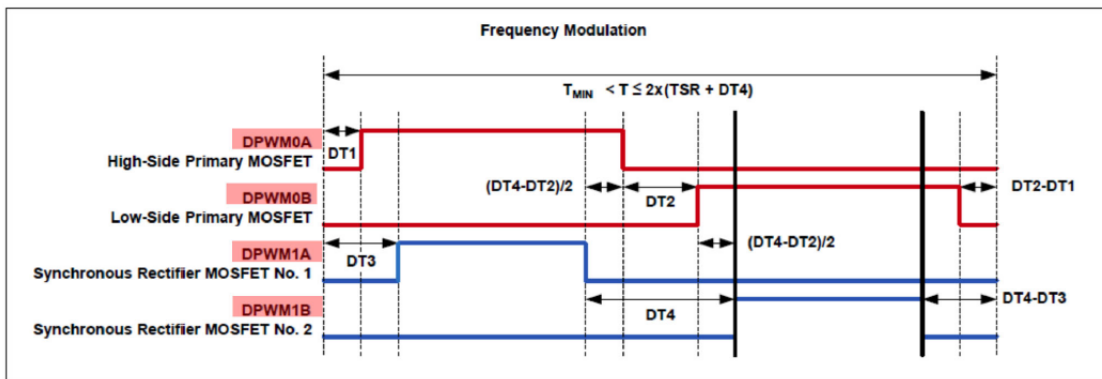 Frequency Modulation
TMIN < T ≤ 2x(TSR + DT4)
DPWM0A
High-Side Primary MOSFET
DT1
DPWM0B
Low-Side Primary MOSFET
(DT4-DT2)/2
DT2
DT2-DT1
DPWM1A
Synchronous Rectifier MOSFET No. 1
DT3
(DT4-DT2)/2
DPWM1B
Synchronous Rectifier MOSFET No. 2
DT4
DT4-DT3